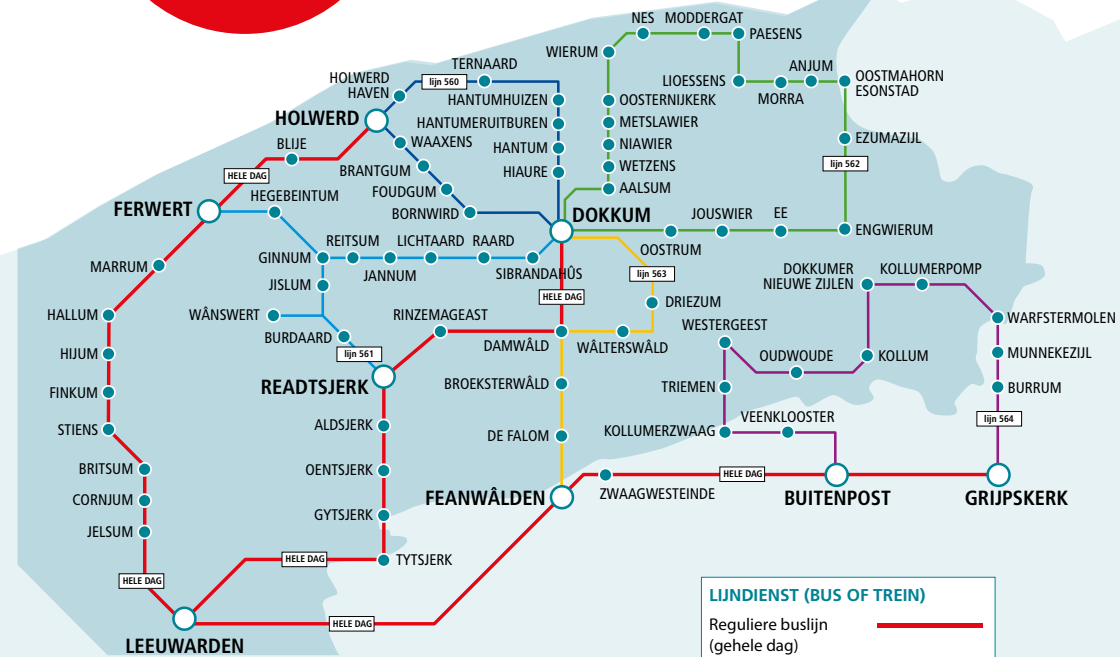 NES
MODDERGAT
PAESENS
WIERUM
TERNAARD
ANJUM
HOLWERD
HAVEN
lijn 560
LIOESSENS
MORRA
OOSTMAHORN
ESONSTAD
HANTUMHUIZEN
OOSTERNIJKERK
HOLWERD
HANTUMERUITBUREN
METSLAWIER
BLIJE
WAAXENS
HANTUM
NIAWIER
EZUMAZIJL
lijn 562
HELE DAG
BRANTGUM
HIAURE
WETZENS
FOUDGUM
AALSUM
HEGEBEINTUM
FERWERT
BORNWIRD
DOKKUM
JOUSWIER
EE
ENGWIERUM
REITSUM
LICHTAARD
RAARD
OOSTRUM
GINNUM
MARRUM
JANNUM
SIBRANDAHÛS
lijn 563
DOKKUMER
NIEUWE ZIJLEN
KOLLUMERPOMP
JISLUM
HELE DAG
DRIEZUM
HALLUM
WÂNSWERT
RINZEMAGEAST
WARFSTERMOLEN
WESTERGEEST
BURDAARD
DAMWÂLD
WÂLTERSWÂLD
HIJUM
lijn 561
OUDWOUDE
KOLLUM
MUNNEKEZIJL
READTSJERK
BROEKSTERWÂLD
TRIEMEN
BURRUM
FINKUM
STIENS
ALDSJERK
DE FALOM
KOLLUMERZWAAG
VEENKLOOSTER
lijn 564
BRITSUM
OENTSJERK
HELE DAG
CORNJUM
FEANWÂLDEN
ZWAAGWESTEINDE
BUITENPOST
GRIJPSKERK
GYTSJERK
JELSUM
HELE DAG
TYTSJERK
HELE DAG
HELE DAG
LEEUWARDEN
LIJNDIENST (BUS OF TREIN)
Reguliere buslijn
(gehele dag)